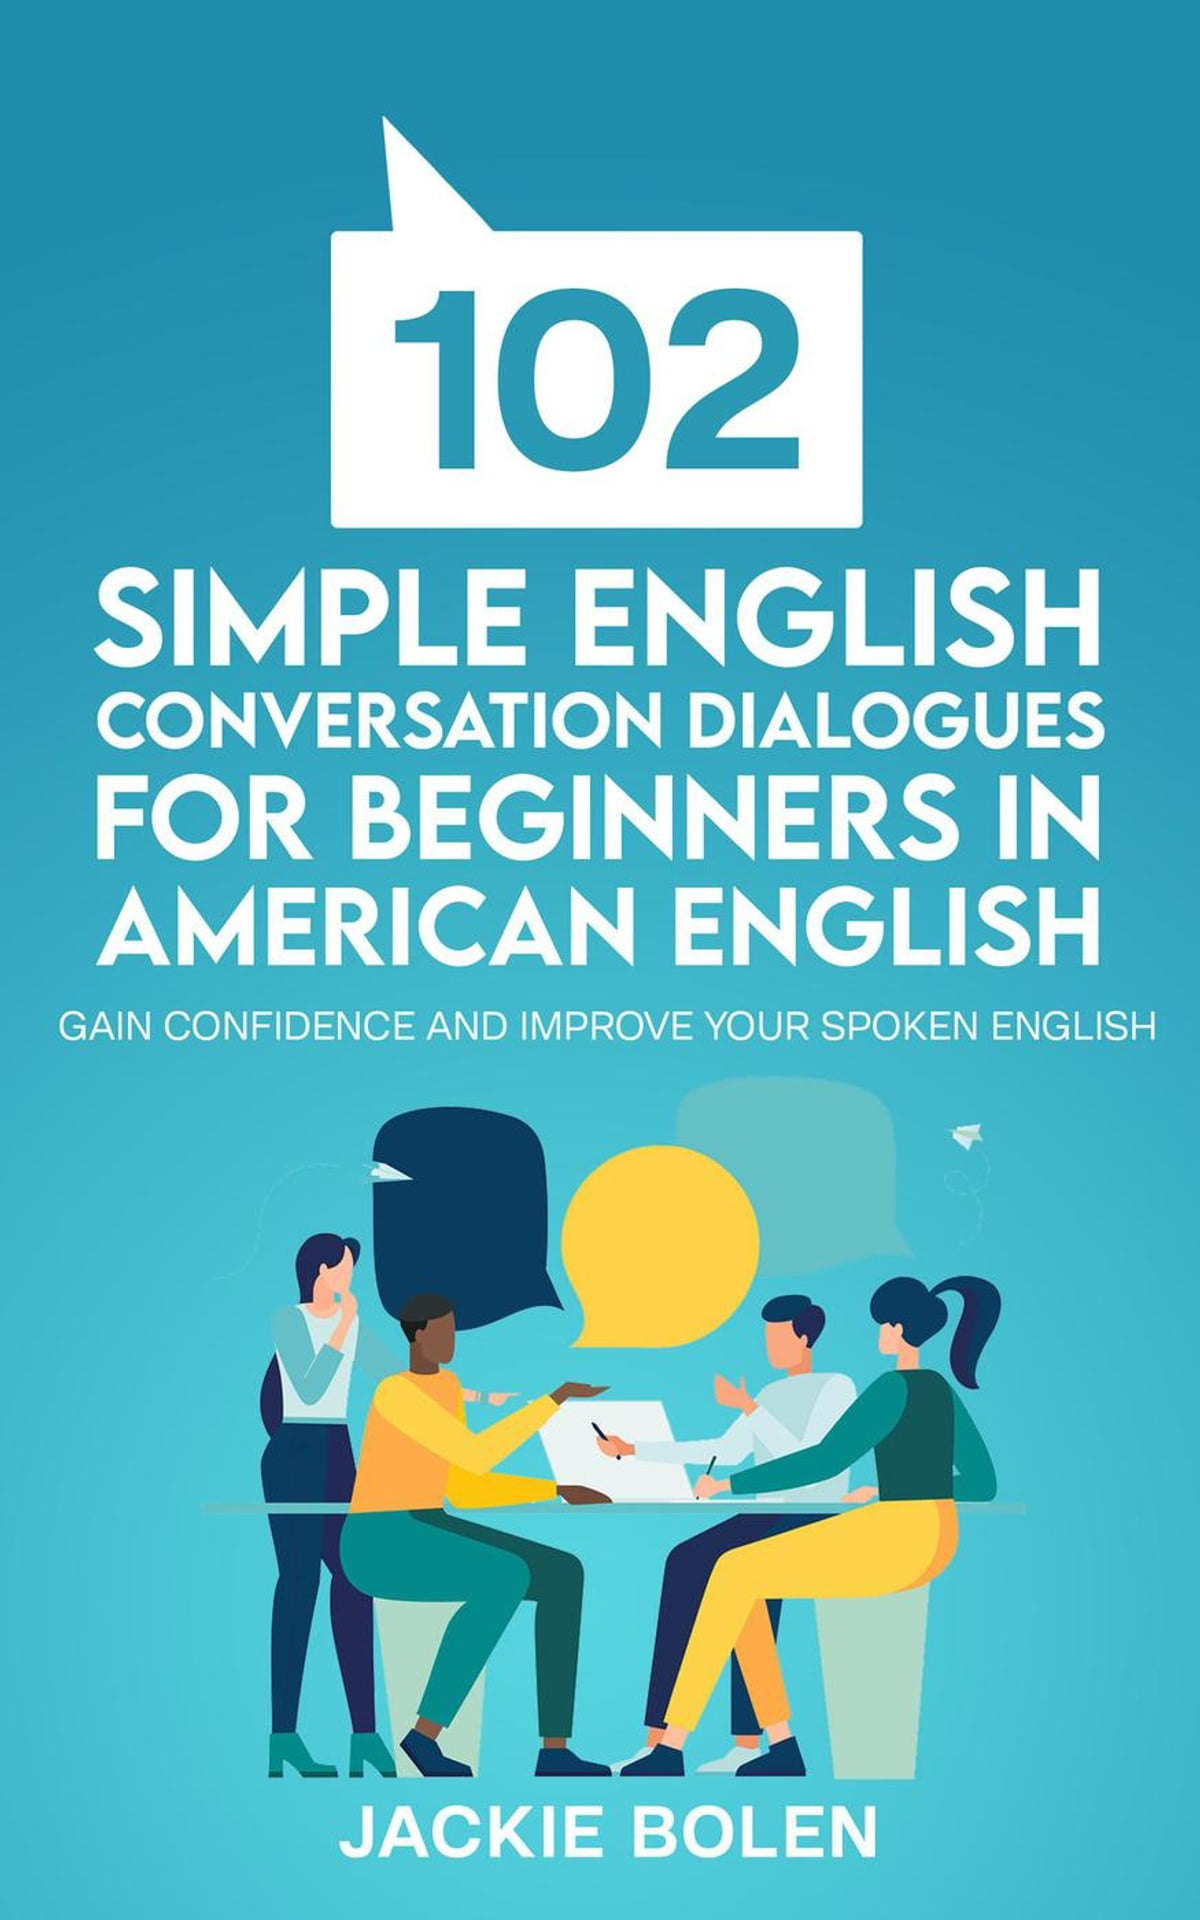 102
SIMPLE ENGLISH
CONVERSATION DIALOGUES
FOR BEGINNERS IN
AMERICAN ENGLISH
GAIN CONFIDENCE AND IMPROVE YOUR SPOKEN ENGLISH
JACKIE BOLEN